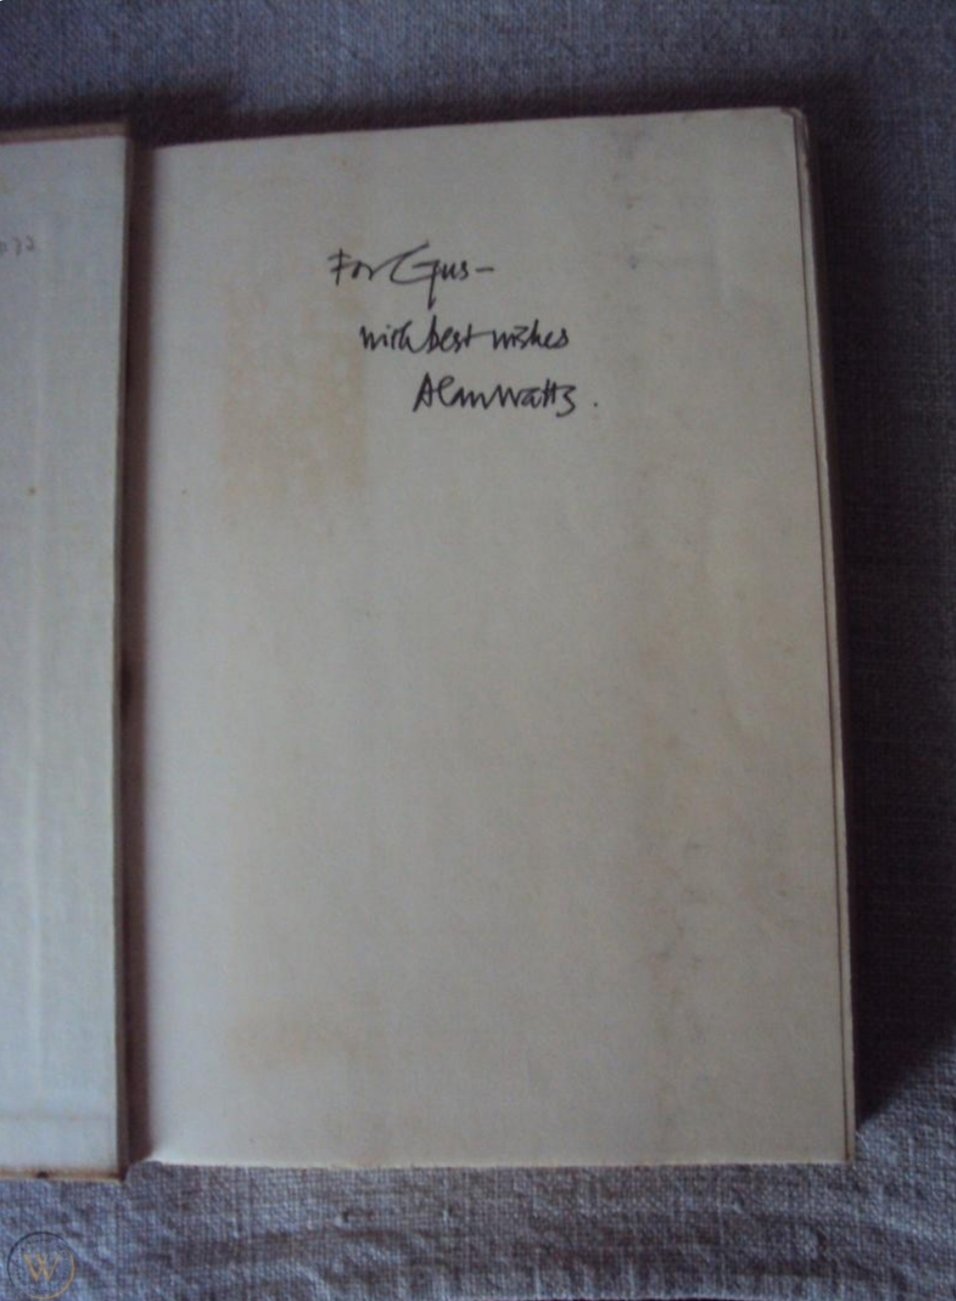 For Gus –
with best wishes
Alan Watts.
W